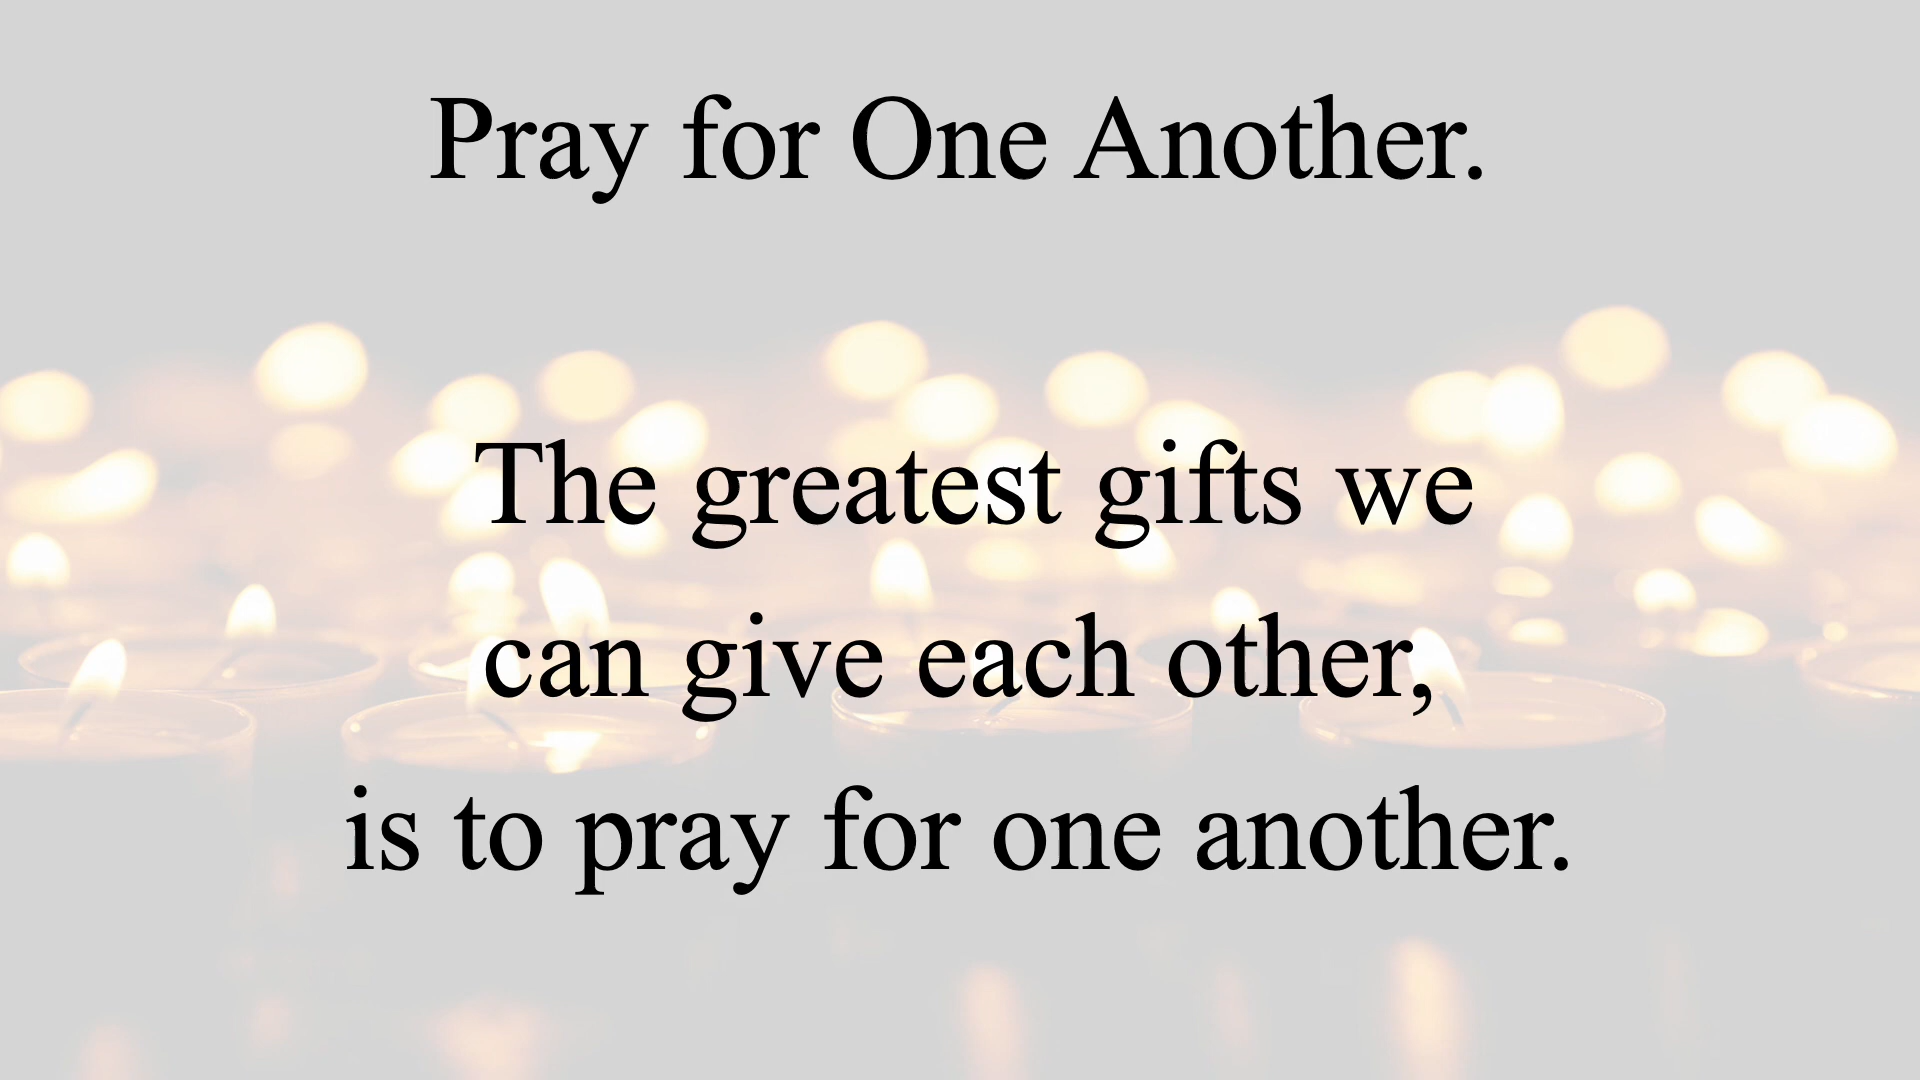 Pray for One Another.
The greatest gifts we
can give each other,
is to pray for one another.